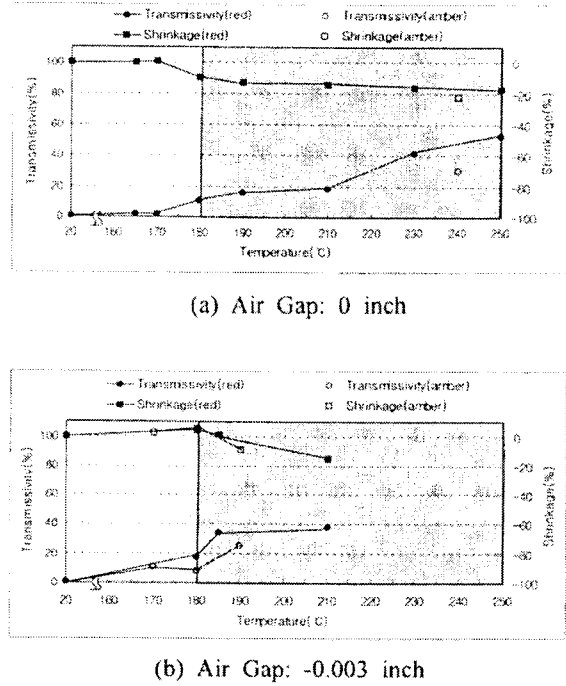 Transmissivity(red) Transmissivity(amber)
Shrinkage(red) Shrinkage(amber)
100
80
60
40
20
0
Transmissivity(%)
0
-20
-40
-60
-80
-100
Shrinkage(%)
20 160 170 180 190 200 210 220 230 240 250
Temperature(℃)
(a) Air Gap: 0 inch
Transmissivity(red) Transmissivity(amber)
Shrinkage(red) Shrinkage(amber)
100
80
60
40
20
0
Transmissivity(%)
0
-20
-40
-60
-80
-100
Shrinkage(%)
20 160 170 180 190 200 210 220 230 240 250
Temperature(℃)
(b) Air Gap: -0.003 inch